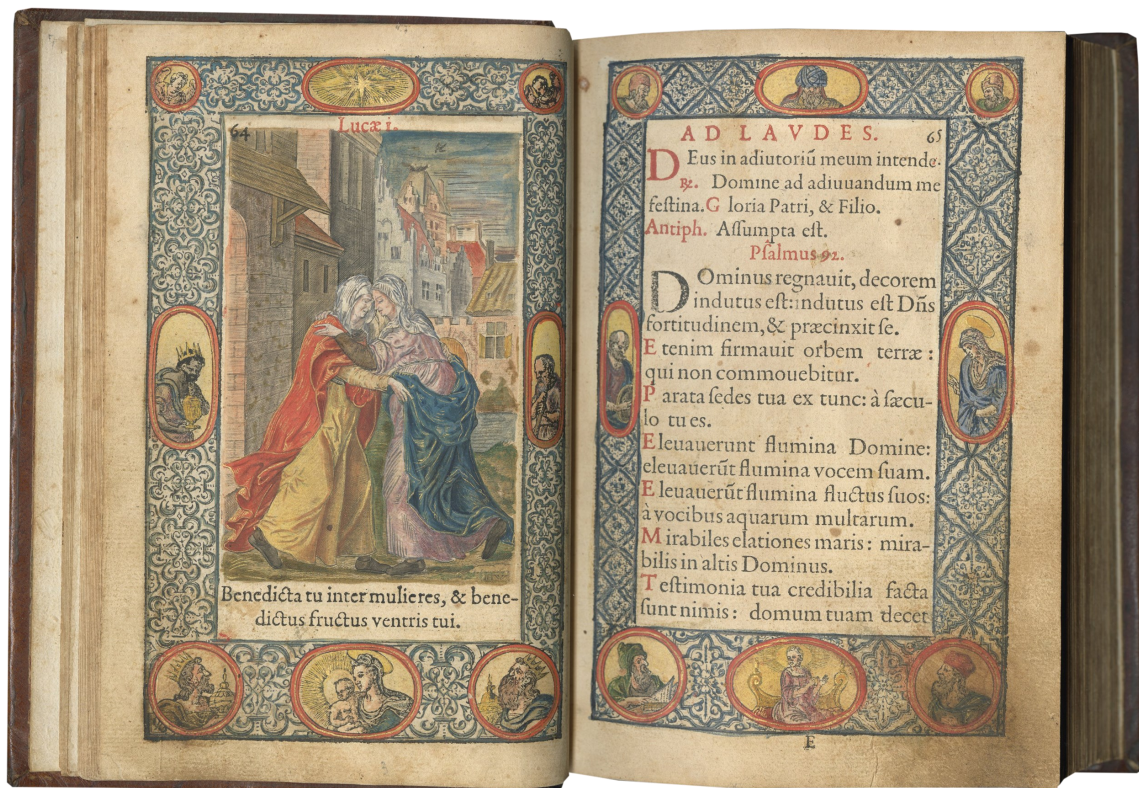 64
Lucæ i.
Benedicta tu inter mulieres, & bene-
dictus fructus ventris tui.
AD LAVDES. 65
DEus in adiutoriũ meum intende.
℟. Domine ad adiuuandum me
festina. Gloria Patri, & Filio.
Antiph. Assumpta est.
Psalmus 92.
DOminus regnauit, decorem
indutus est: indutus est Dñs
fortitudinem, & præcinxit se.
Etenim firmauit orbem terræ:
qui non commouebitur.
Parata sedes tua ex tunc: à sæcu-
lo tu es.
Eleuauerunt flumina Domine:
eleuauerũt flumina vocem suam.
Eleuauerũt flumina fluctus suos:
à vocibus aquarum multarum.
Mirabiles elationes maris: mira-
bilis in altis Dominus.
Testimonia tua credibilia facta
sunt nimis: domum tuam decet
E